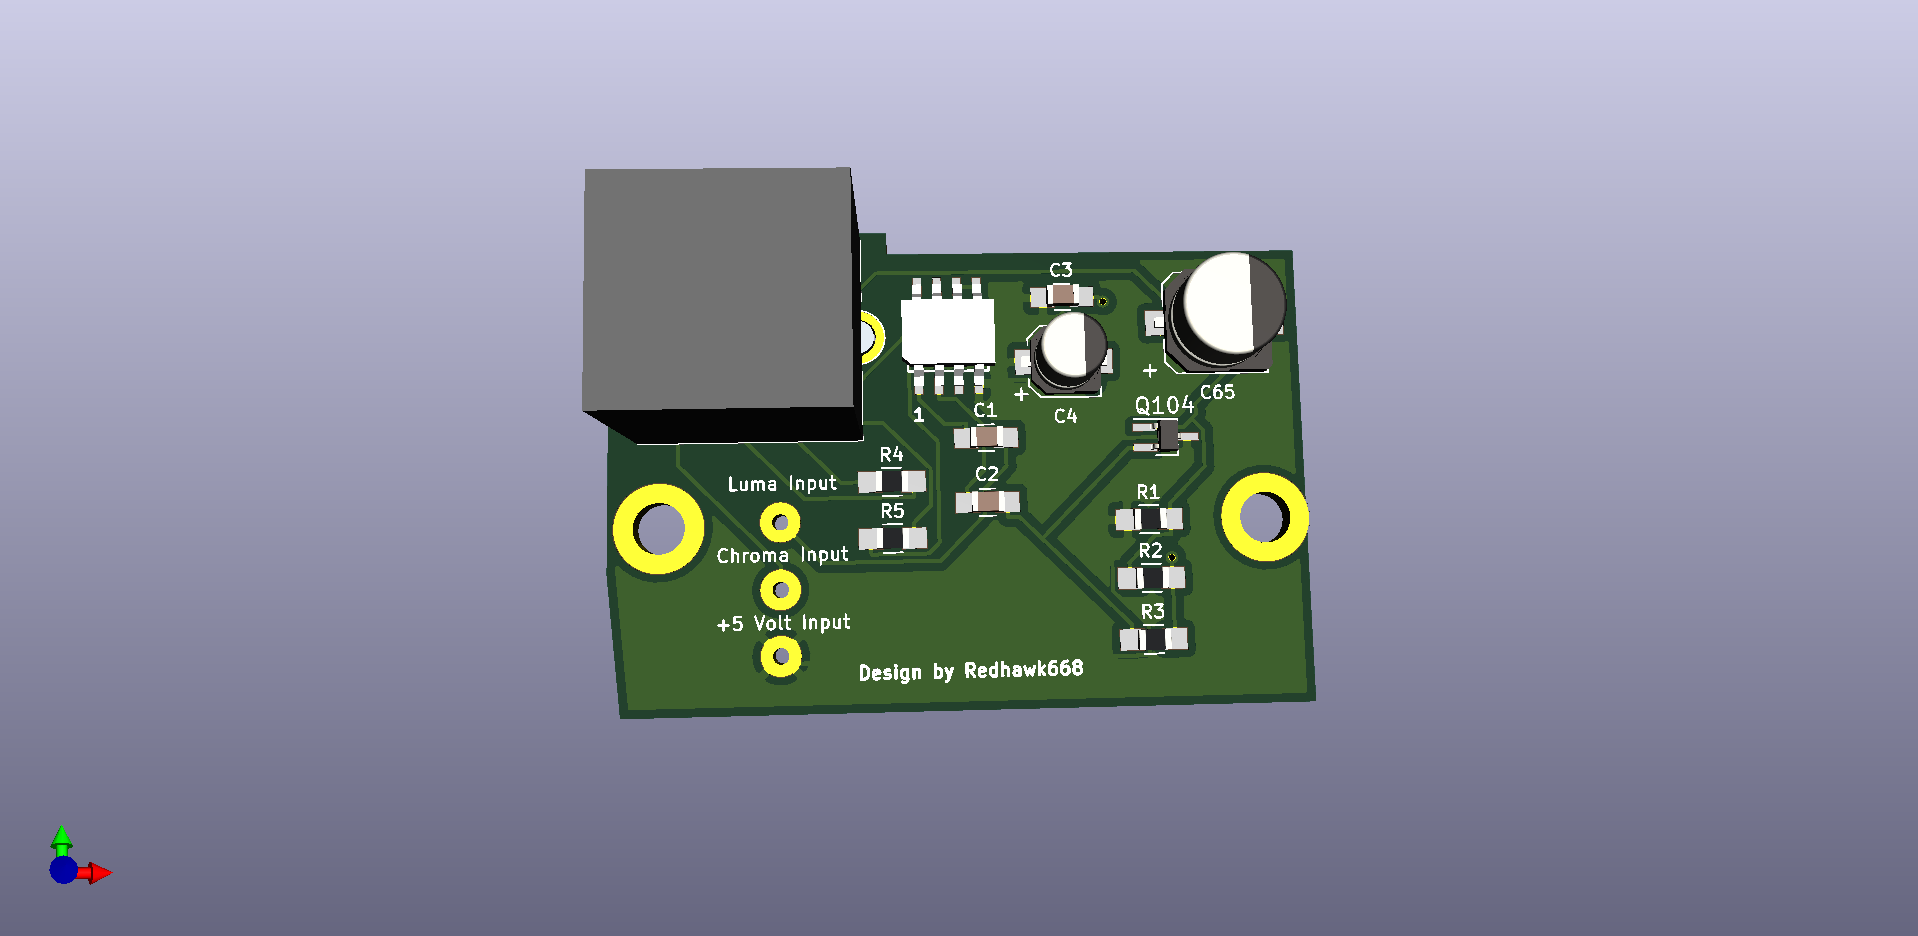 C3
+
C65
+
C4
Q104
1
C1
R4
C2
Luma Input
R1
R5
Chroma Input
R2
R3
+5 Volt Input
Design by Redhawk668